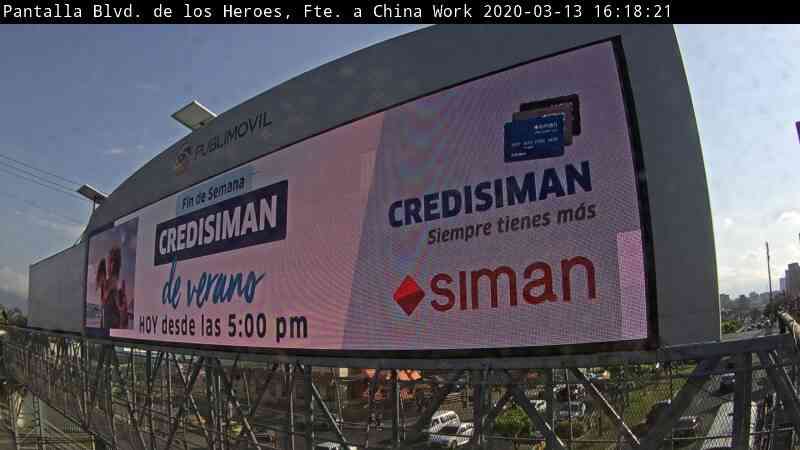 Pantalla Blvd. de los Heroes, Fte. a China Work 2020-03-13 16:18:21
PUBLIMOVIL
Fin de Semana
CREDISIMAN
de verano
HOY desde las 5:00 pm
CREDISIMAN
Siempre tienes más
siman